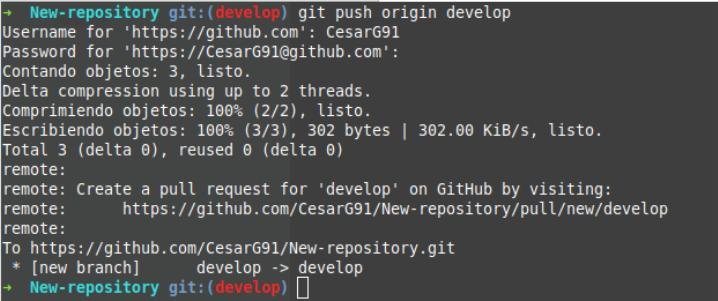 ➜ New-repository git:(develop) git push origin develop
Username for 'https://github.com': CesarG91
Password for 'https://CesarG91@github.com':
Contando objetos: 3, listo.
Delta compression using up to 2 threads.
Comprimiendo objetos: 100% (2/2), listo.
Escribiendo objetos: 100% (3/3), 302 bytes | 302.00 KiB/s, listo.
Total 3 (delta 0), reused 0 (delta 0)
remote:
remote: Create a pull request for 'develop' on GitHub by visiting:
remote:      https://github.com/CesarG91/New-repository/pull/new/develop
remote:
To https://github.com/CesarG91/New-repository.git
 * [new branch]      develop -> develop
➜ New-repository git:(develop)